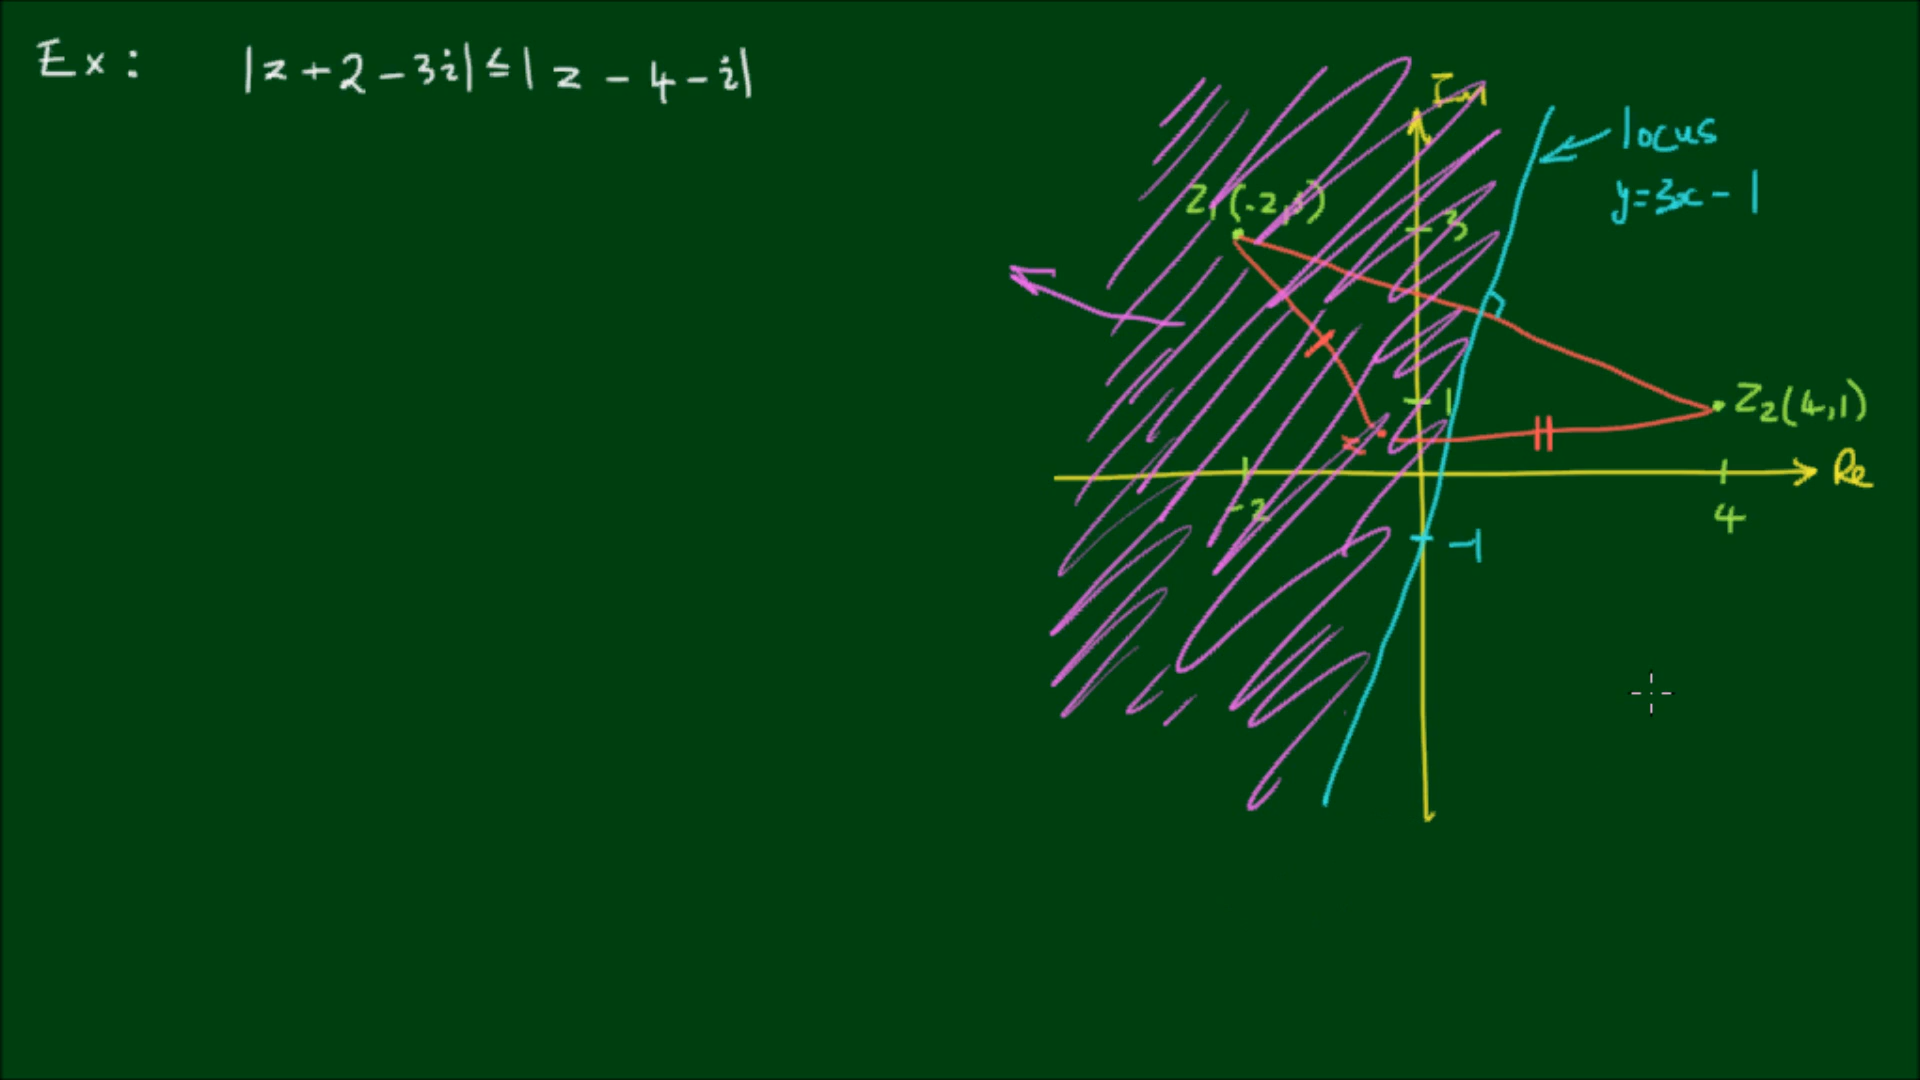 Ex: |z+2-3i|≤|z-4-i|
Im
locus
y=3x-1
Z₁(-2,3)
3
1
Z₂(4,1)
z
Re
-2
4
-1